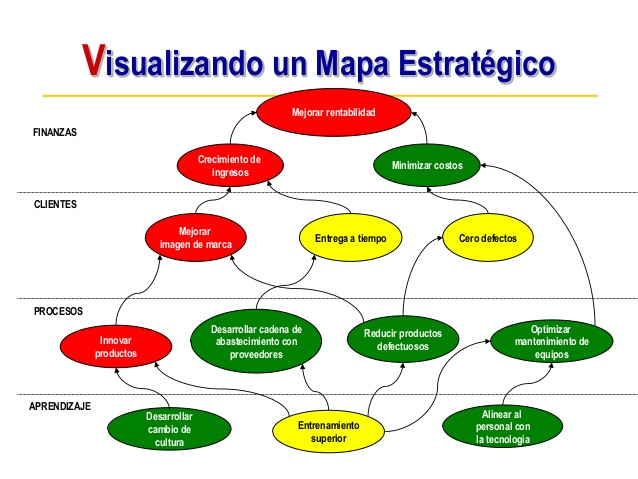 Visualizando un Mapa Estratégico
Mejorar rentabilidad
FINANZAS
Crecimiento de
ingresos
Minimizar costos
CLIENTES
Mejorar
imagen de marca
Entrega a tiempo
Cero defectos
PROCESOS
Innovar
productos
Desarrollar cadena de
abastecimiento con
proveedores
Reducir productos
defectuosos
Optimizar
mantenimiento de
equipos
APRENDIZAJE
Desarrollar
cambio de
cultura
Entrenamiento
superior
Alinear al
personal con
la tecnologia